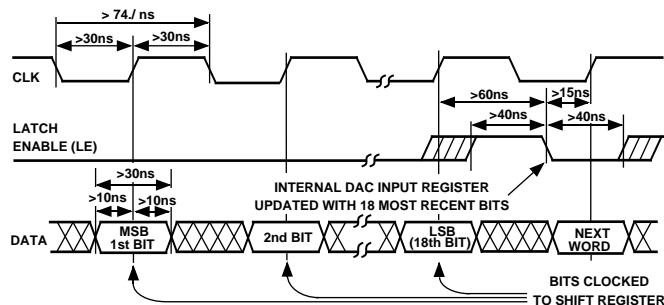 > 74./ ns
>30ns >30ns
CLK
>60ns >15ns
>40ns >40ns
LATCH
ENABLE (LE)
>30ns
>10ns >10ns
INTERNAL DAC INPUT REGISTER
UPDATED WITH 18 MOST RECENT BITS
DATA
MSB
1st BIT
2nd BIT
LSB
(18th BIT)
NEXT
WORD
BITS CLOCKED
TO SHIFT REGISTER